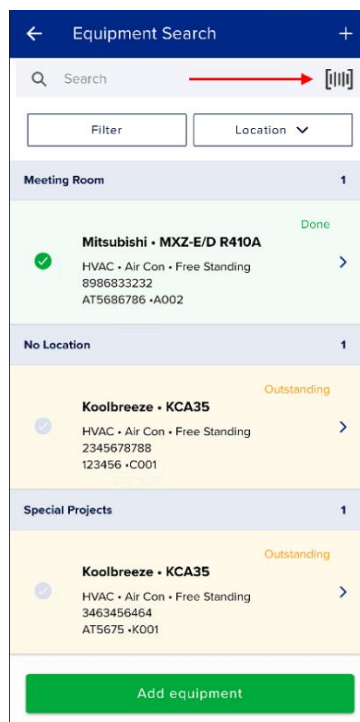 Equipment Search
Search
Filter
Location
Meeting Room 1
Done
Mitsubishi • MXZ-E/D R410A
HVAC • Air Con • Free Standing
8986833232
AT5686786 •A002
No Location 1
Outstanding
Koolbreeze • KCA35
HVAC • Air Con • Free Standing
2345678788
123456 •C001
Special Projects 1
Outstanding
Koolbreeze • KCA35
HVAC • Air Con • Free Standing
3463456464
AT5675 •K001
Add equipment